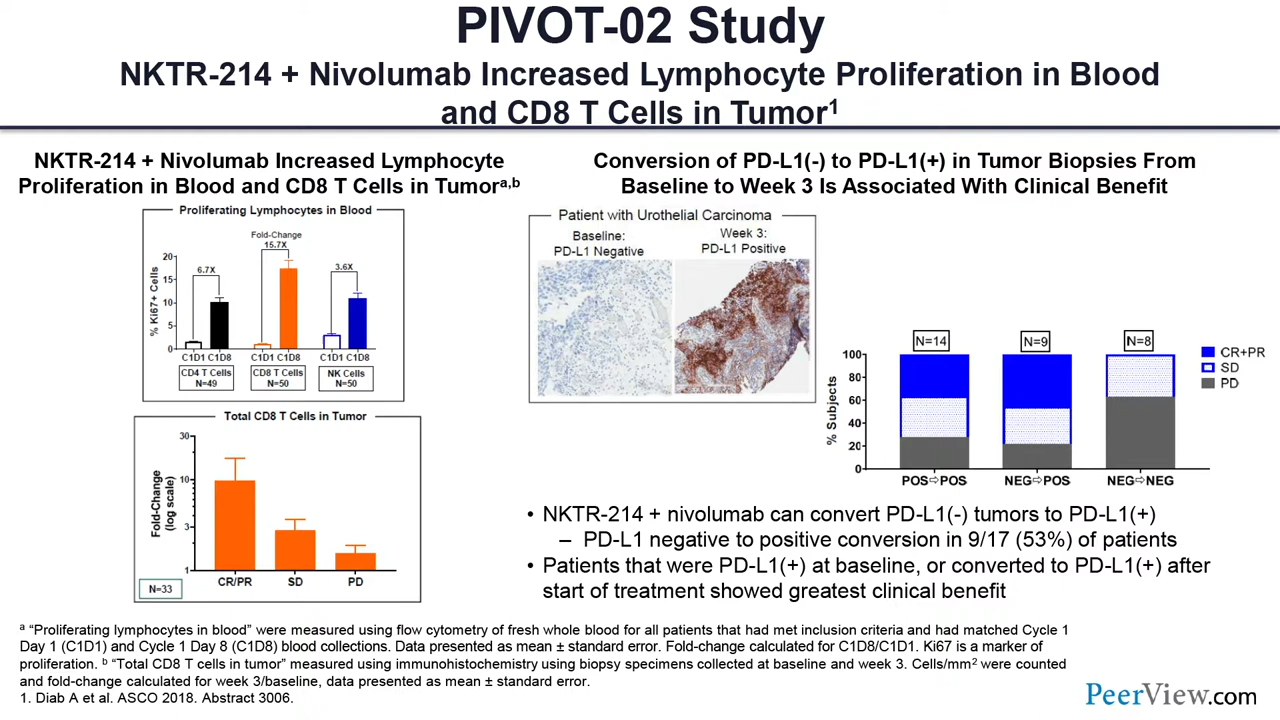 PIVOT-02 Study
NKTR-214 + Nivolumab Increased Lymphocyte Proliferation in Blood
and CD8 T Cells in Tumor1
NKTR-214 + Nivolumab Increased Lymphocyte
Proliferation in Blood and CD8 T Cells in Tumora,b
Proliferating Lymphocytes in Blood
Fold-Change
15.7X
6.7X
3.6X
% Ki67+ Cells
20
15
10
5
0
C1D1 C1D8 C1D1 C1D8 C1D1 C1D8
CD4 T Cells CD8 T Cells NK Cells
N=49 N=50 N=50
Total CD8 T Cells in Tumor
Fold-Change
(log scale)
30
10
3
1
CR/PR SD PD
N=33
Conversion of PD-L1(-) to PD-L1(+) in Tumor Biopsies From
Baseline to Week 3 Is Associated With Clinical Benefit
Patient with Urothelial Carcinoma
Baseline:
PD-L1 Negative
Week 3:
PD-L1 Positive
N=14 N=9 N=8
% Subjects
100
80
60
40
20
0
POS⇨POS NEG⇨POS NEG⇨NEG
CR+PR
SD
PD
• NKTR-214 + nivolumab can convert PD-L1(-) tumors to PD-L1(+)
– PD-L1 negative to positive conversion in 9/17 (53%) of patients
• Patients that were PD-L1(+) at baseline, or converted to PD-L1(+) after
start of treatment showed greatest clinical benefit
a “Proliferating lymphocytes in blood” were measured using flow cytometry of fresh whole blood for all patients that had met inclusion criteria and had matched Cycle 1
Day 1 (C1D1) and Cycle 1 Day 8 (C1D8) blood collections. Data presented as mean ± standard error. Fold-change calculated for C1D8/C1D1. Ki67 is a marker of
proliferation. b “Total CD8 T cells in tumor” measured using immunohistochemistry using biopsy specimens collected at baseline and week 3. Cells/mm2 were counted
and fold-change calculated for week 3/baseline, data presented as mean ± standard error.
1. Diab A et al. ASCO 2018. Abstract 3006.
PeerView.com